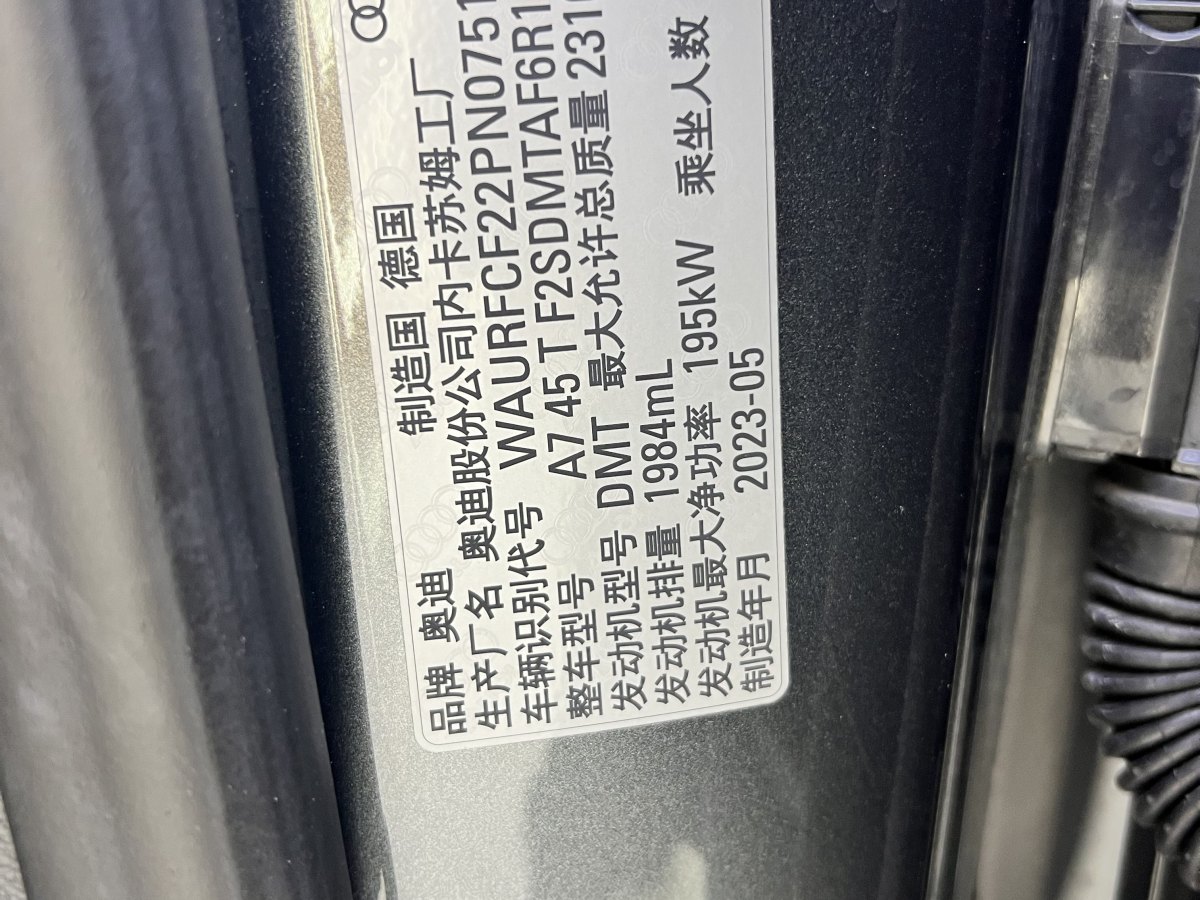 品牌 奥迪 制造国 德国
生产厂名 奥迪股份公司内卡苏姆工厂
车辆识别代号 WAURFCF22PN0751
整车型号 A7 45 T F2SDMTAF6R1
发动机型号 DMT 最大允许总质量 231
发动机排量 1984mL
发动机最大净功率 195kW 乘坐人数
制造年月 2023-05